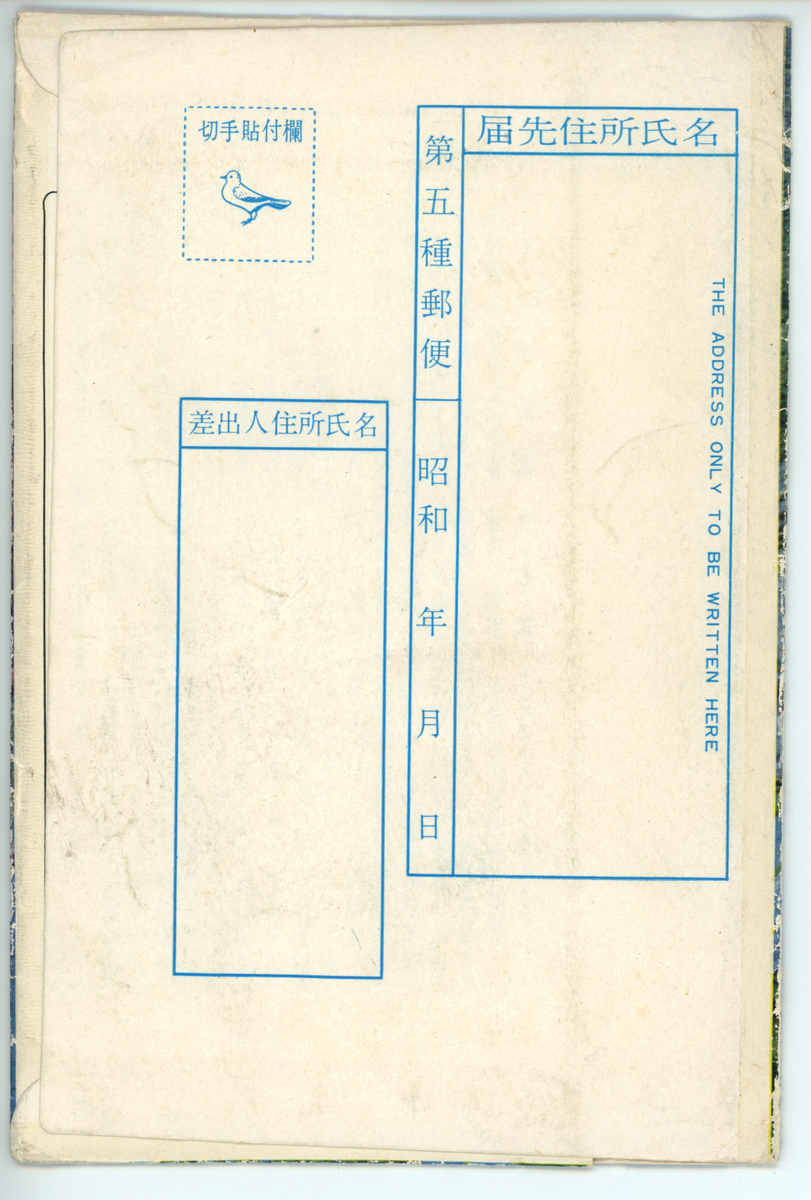 切手貼付欄
届先住所氏名
第五種郵便
昭和 年 月 日
THE ADDRESS ONLY TO BE WRITTEN HERE
差出人住所氏名